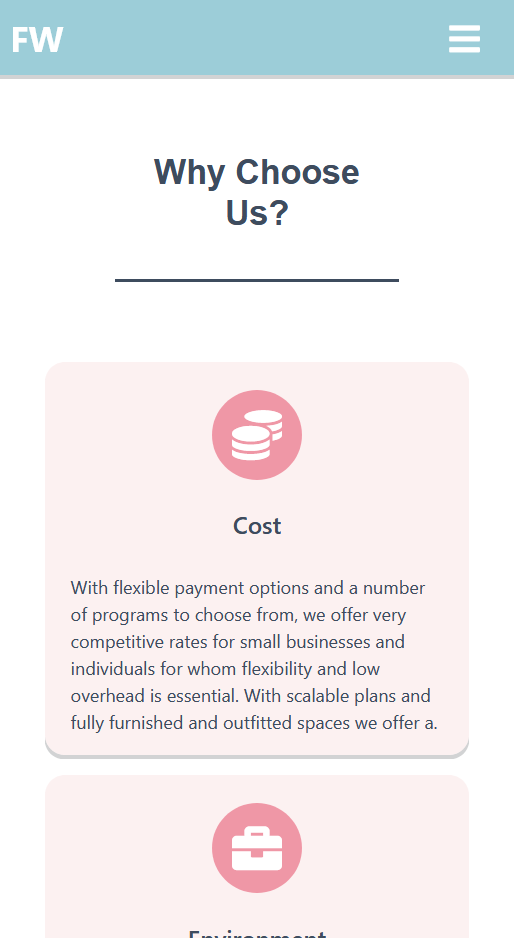 FW
Why Choose
Us?
Cost
With flexible payment options and a number
of programs to choose from, we offer very
competitive rates for small businesses and
individuals for whom flexibility and low
overhead is essential. With scalable plans and
fully furnished and outfitted spaces we offer a.
Environment